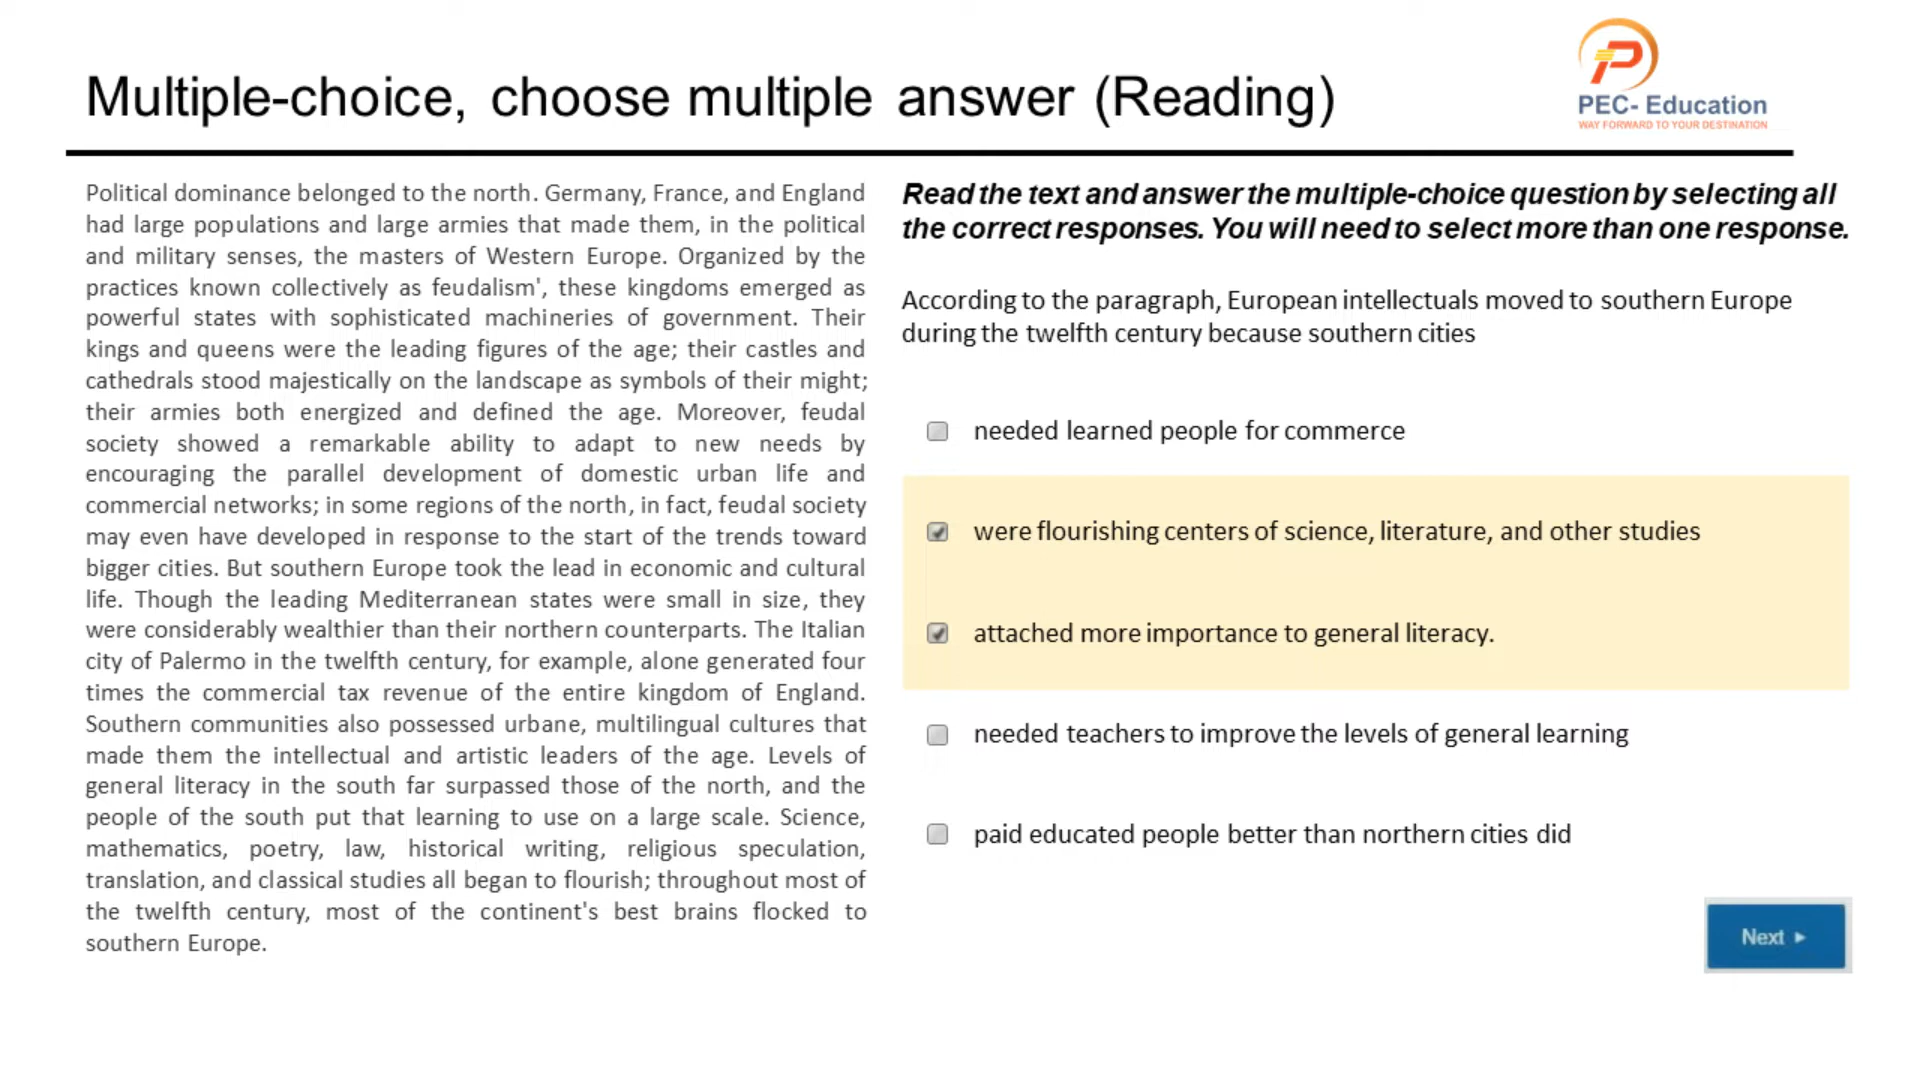 Multiple-choice, choose multiple answer (Reading)
PEC- Education
WAY FORWARD TO YOUR DESTINATION
Political dominance belonged to the north. Germany, France, and England
had large populations and large armies that made them, in the political
and military senses, the masters of Western Europe. Organized by the
practices known collectively as feudalism', these kingdoms emerged as
powerful states with sophisticated machineries of government. Their
kings and queens were the leading figures of the age; their castles and
cathedrals stood majestically on the landscape as symbols of their might;
their armies both energized and defined the age. Moreover, feudal
society showed a remarkable ability to adapt to new needs by
encouraging the parallel development of domestic urban life and
commercial networks; in some regions of the north, in fact, feudal society
may even have developed in response to the start of the trends toward
bigger cities. But southern Europe took the lead in economic and cultural
life. Though the leading Mediterranean states were small in size, they
were considerably wealthier than their northern counterparts. The Italian
city of Palermo in the twelfth century, for example, alone generated four
times the commercial tax revenue of the entire kingdom of England.
Southern communities also possessed urbane, multilingual cultures that
made them the intellectual and artistic leaders of the age. Levels of
general literacy in the south far surpassed those of the north, and the
people of the south put that learning to use on a large scale. Science,
mathematics, poetry, law, historical writing, religious speculation,
translation, and classical studies all began to flourish; throughout most of
the twelfth century, most of the continent's best brains flocked to
southern Europe.
Read the text and answer the multiple-choice question by selecting all
the correct responses. You will need to select more than one response.
According to the paragraph, European intellectuals moved to southern Europe
during the twelfth century because southern cities
needed learned people for commerce
were flourishing centers of science, literature, and other studies
attached more importance to general literacy.
needed teachers to improve the levels of general learning
paid educated people better than northern cities did
Next